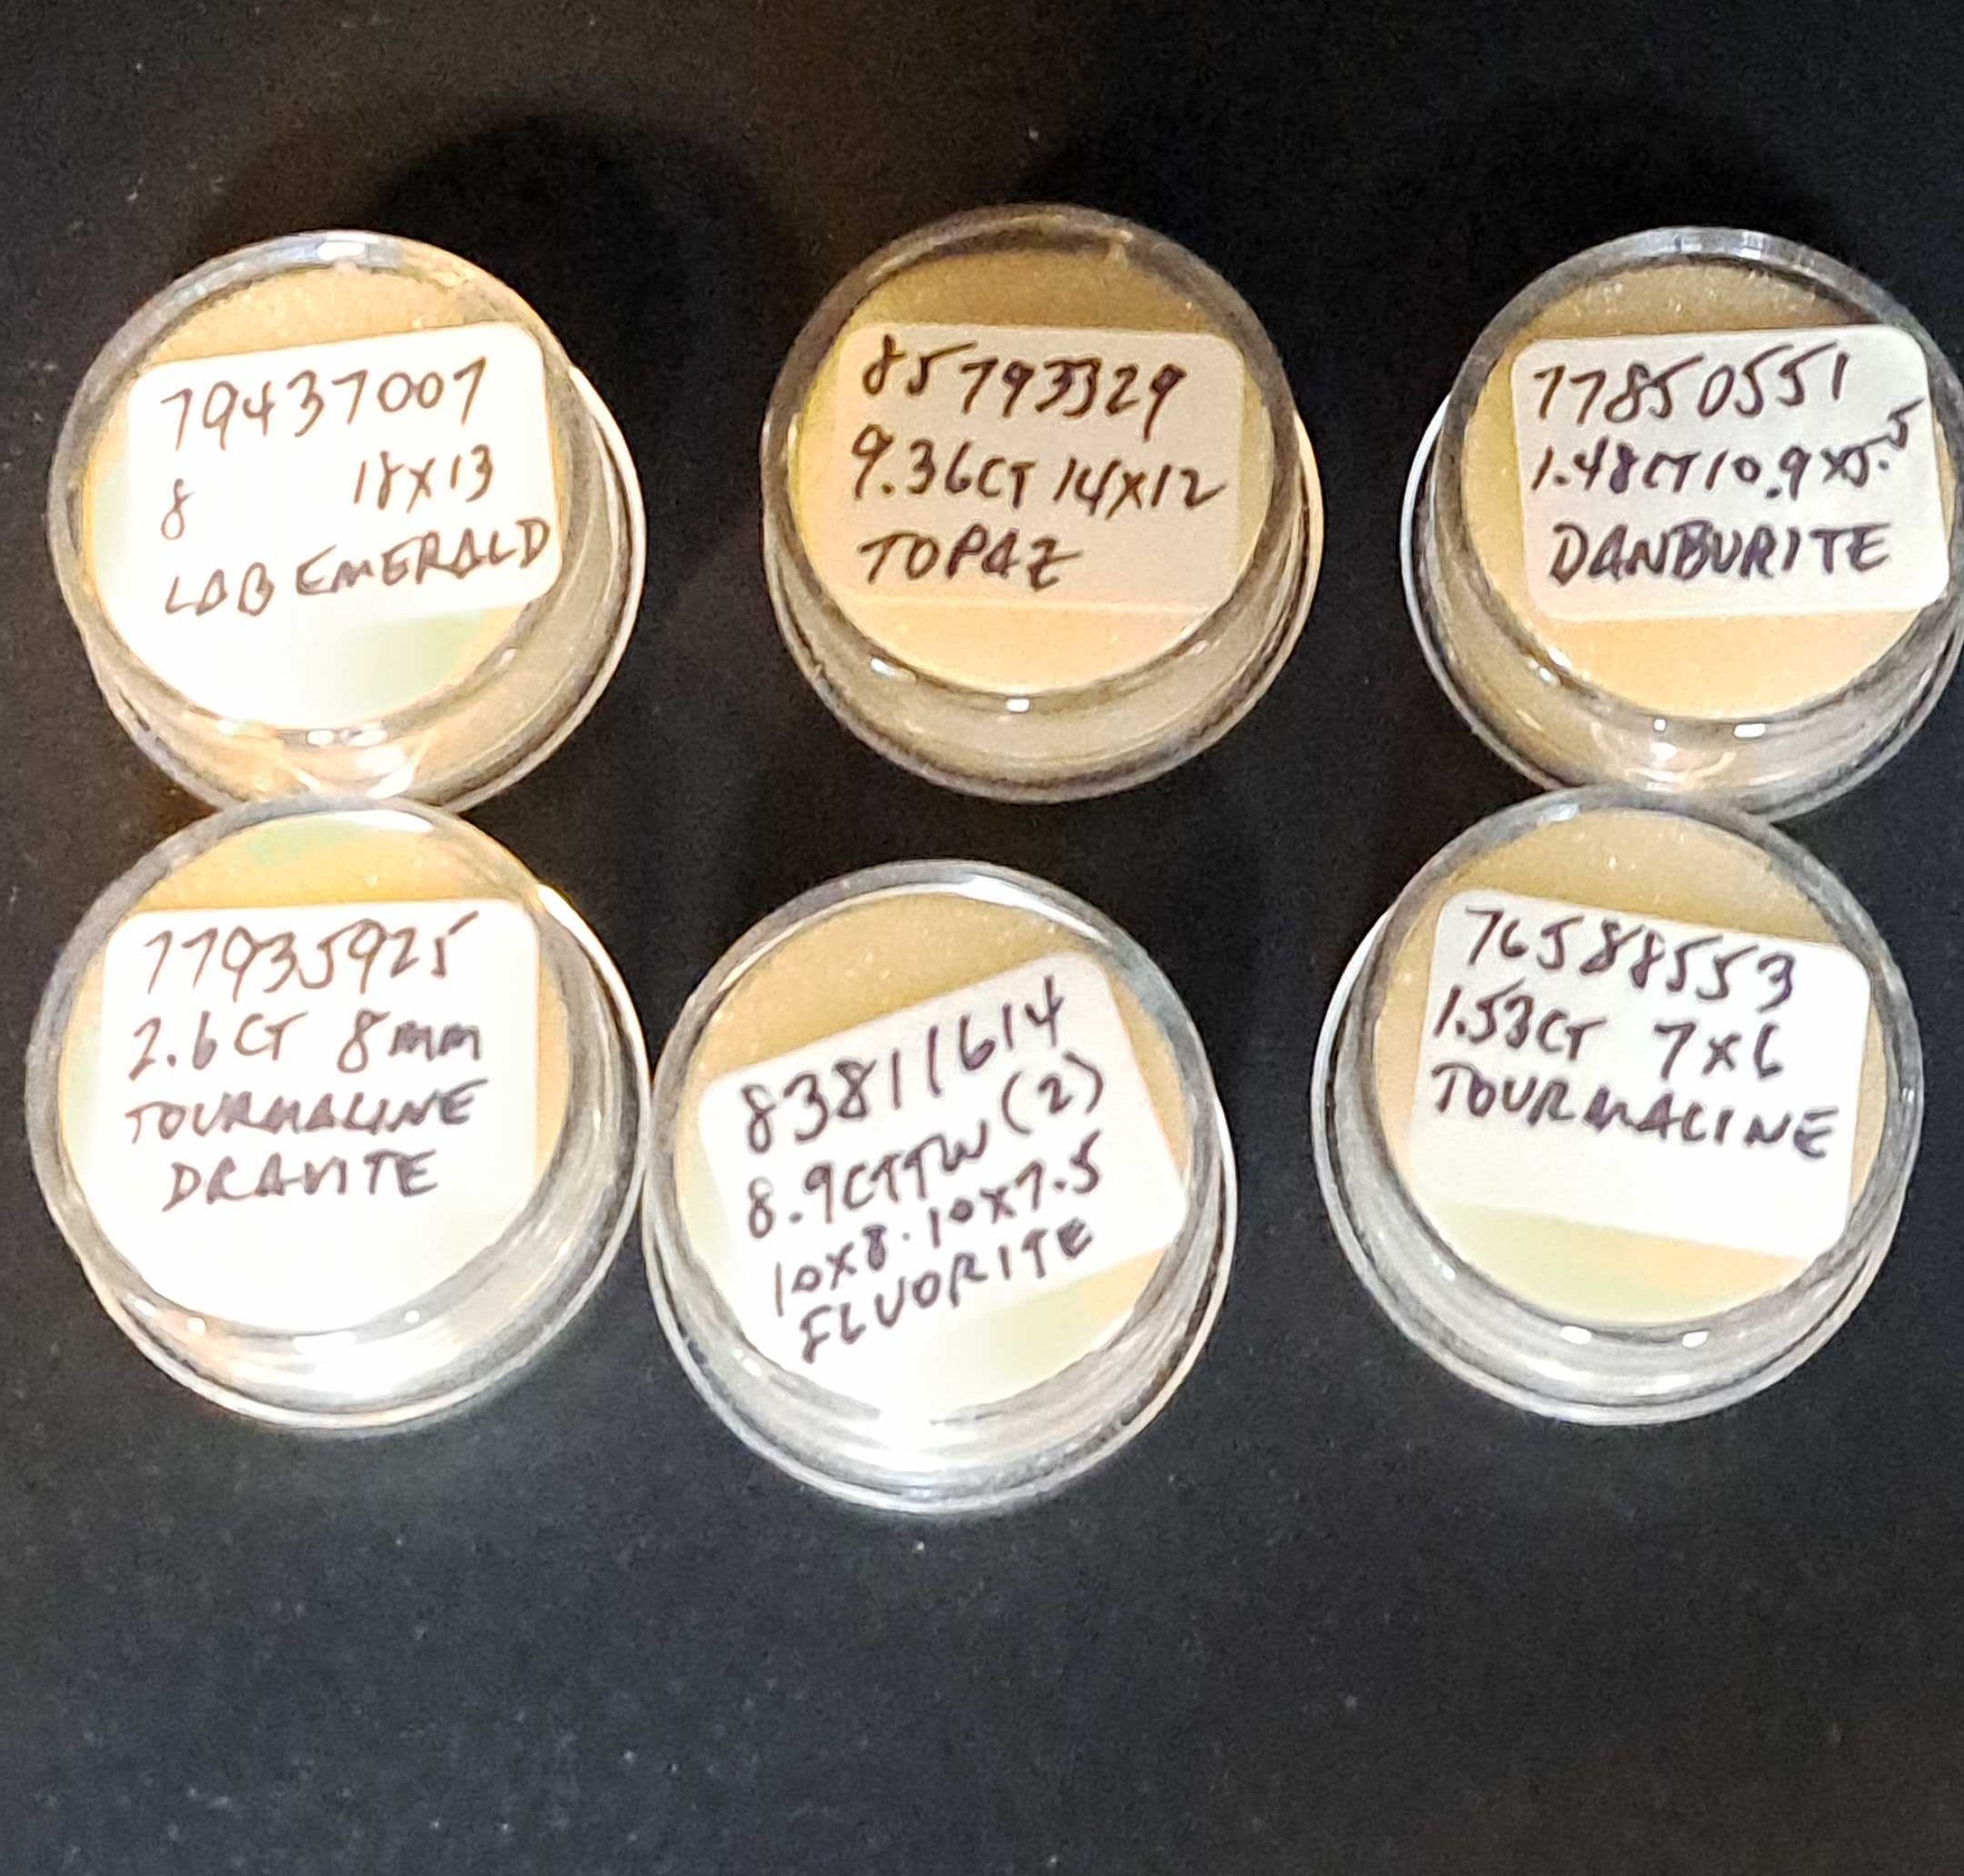 79437007
8 18X13
LAB EMERALD
85793329
9.36CT 14X12
TOPAZ
77850551
1.48CT 10.9X5.5
DANBURITE
77935925
2.6CT 8mm
TOURMALINE
DRAVITE
83811614
8.9CTTW (2)
10X8.10X7.5
FLUORITE
76588553
1.53CT 7X6
TOURMALINE